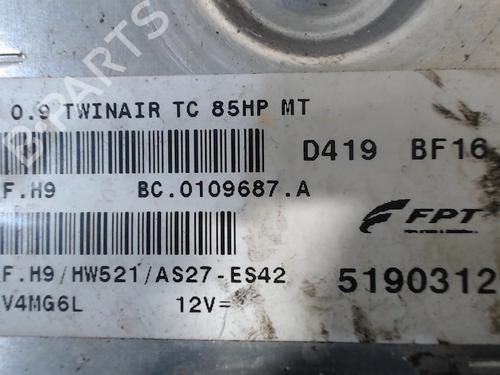 0.9 TWINAIR TC 85HP MT
D419 BF16
F.H9 BC.0109687.A
FPT
F.H9/HW521/AS27-ES42
5190312
V4MG6L 12V=
B-PARTS